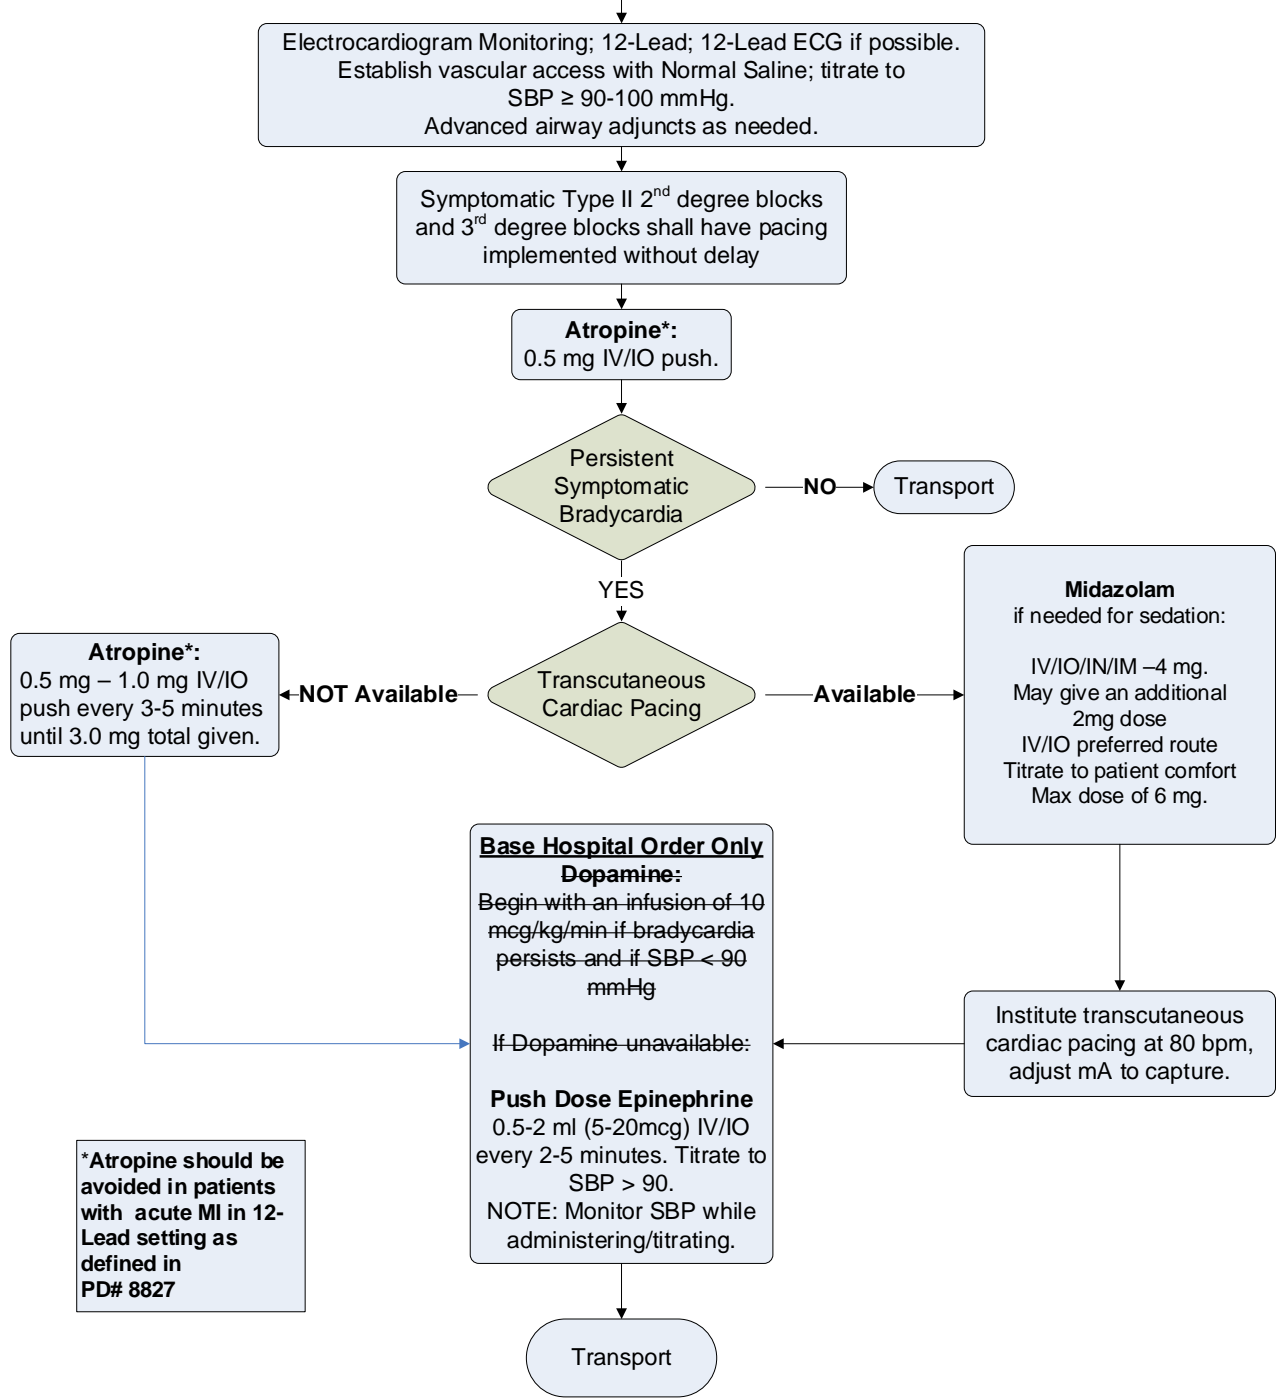 Electrocardiogram Monitoring; 12-Lead; 12-Lead ECG if possible.
Establish vascular access with Normal Saline; titrate to
SBP ≥ 90-100 mmHg.
Advanced airway adjuncts as needed.
Symptomatic Type II 2nd degree blocks
and 3rd degree blocks shall have pacing
implemented without delay
Atropine*:
0.5 mg IV/IO push.
Persistent
Symptomatic
Bradycardia
NO
Transport
YES
Transcutaneous
Cardiac Pacing
NOT Available
Available
Atropine*:
0.5 mg – 1.0 mg IV/IO
push every 3-5 minutes
until 3.0 mg total given.
Midazolam
if needed for sedation:
IV/IO/IN/IM –4 mg.
May give an additional
2mg dose
IV/IO preferred route
Titrate to patient comfort
Max dose of 6 mg.
Institute transcutaneous
cardiac pacing at 80 bpm,
adjust mA to capture.
Base Hospital Order Only
Dopamine:
Begin with an infusion of 10
mcg/kg/min if bradycardia
persists and if SBP < 90
mmHg
If Dopamine unavailable:
Push Dose Epinephrine
0.5-2 ml (5-20mcg) IV/IO
every 2-5 minutes. Titrate to
SBP > 90.
NOTE: Monitor SBP while
administering/titrating.
*Atropine should be
avoided in patients
with acute MI in 12-
Lead setting as
defined in
PD# 8827
Transport